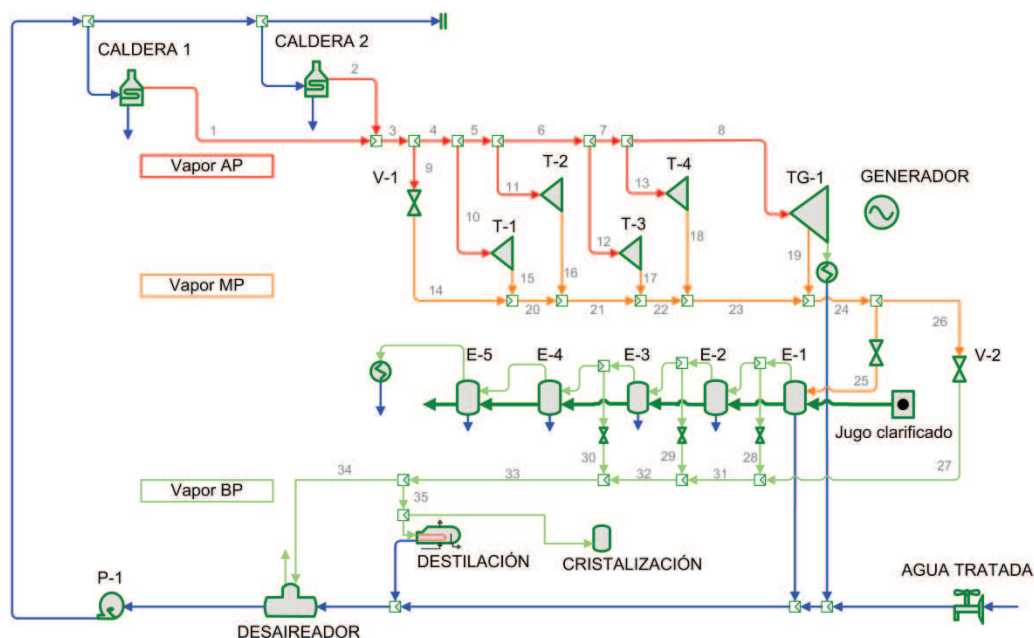 CALDERA 1
CALDERA 2
2
1
3
4
5
6
7
8
Vapor AP
V-1
9
T-2
T-4
TG-1
GENERADOR
11
13
10
T-1
12
T-3
18
19
Vapor MP
14
15
16
17
20
21
22
23
24
26
E-5
E-4
E-3
E-2
E-1
V-2
25
Jugo clarificado
30
29
28
27
34
33
32
31
Vapor BP
35
DESTILACIÓN
CRISTALIZACIÓN
P-1
AGUA TRATADA
DESAIREADOR